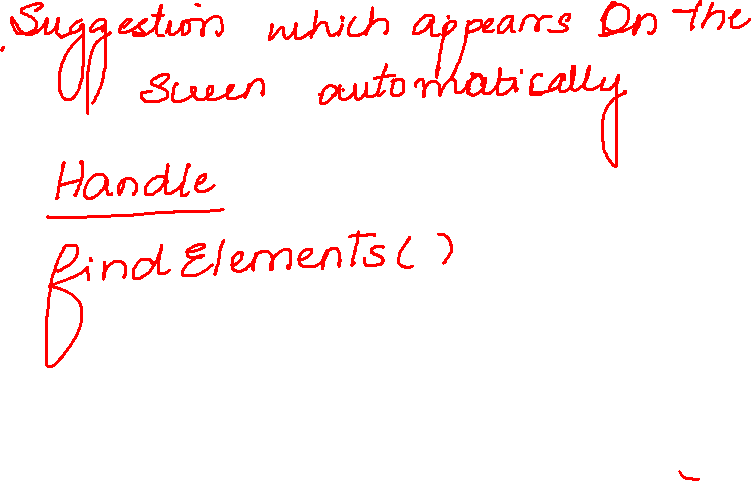 Suggestion which appears on the
screen automatically
Handle
findElements()